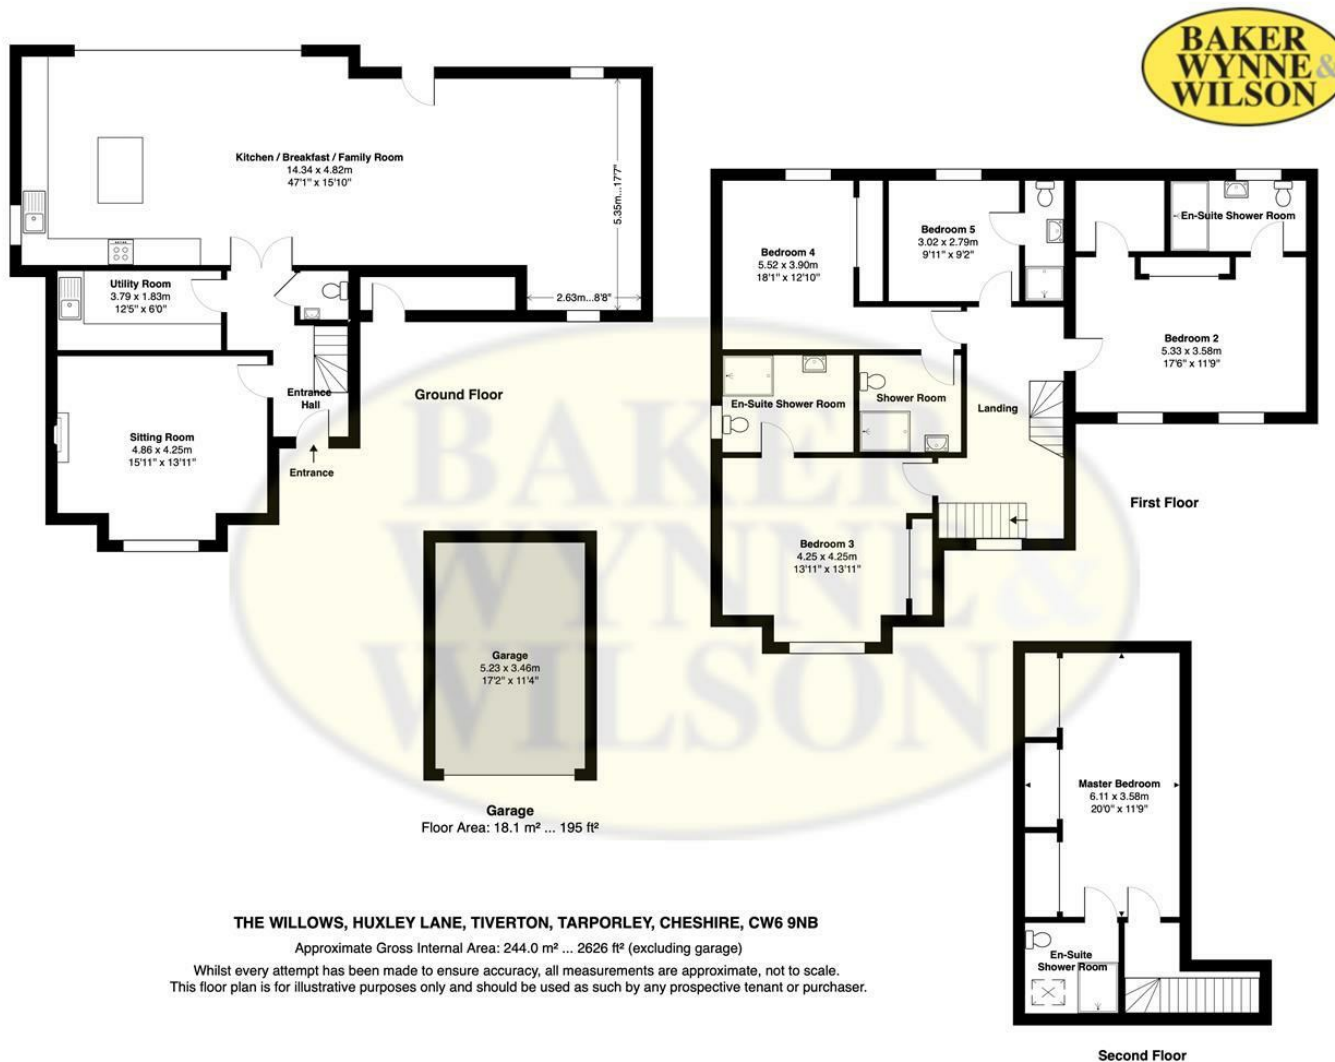 BAKER
WYNNE &
WILSON
Kitchen / Breakfast / Family Room
14.34 x 4.82m
47'1" x 15'10"
5.35m...17'7"
2.63m...8'8"
Utility Room
3.79 x 1.83m
12'5" x 6'0"
Sitting Room
4.86 x 4.25m
15'11" x 13'11"
Entrance
Hall
Entrance
Ground Floor
Bedroom 4
5.52 x 3.90m
18'1" x 12'10"
Bedroom 5
3.02 x 2.79m
9'11" x 9'2"
En-Suite Shower Room
Bedroom 2
5.33 x 3.58m
17'6" x 11'9"
En-Suite Shower Room
Shower Room
Landing
Bedroom 3
4.25 x 4.25m
13'11" x 13'11"
First Floor
BAKER
WYNNE &
WILSON
Garage
5.23 x 3.46m
17'2" x 11'4"
Garage
Floor Area: 18.1 m² ... 195 ft²
Master Bedroom
6.11 x 3.58m
20'0" x 11'9"
En-Suite
Shower Room
Second Floor
THE WILLOWS, HUXLEY LANE, TIVERTON, TARPORLEY, CHESHIRE, CW6 9NB
Approximate Gross Internal Area: 244.0 m² ... 2626 ft² (excluding garage)
Whilst every attempt has been made to ensure accuracy, all measurements are approximate, not to scale.
This floor plan is for illustrative purposes only and should be used as such by any prospective tenant or purchaser.